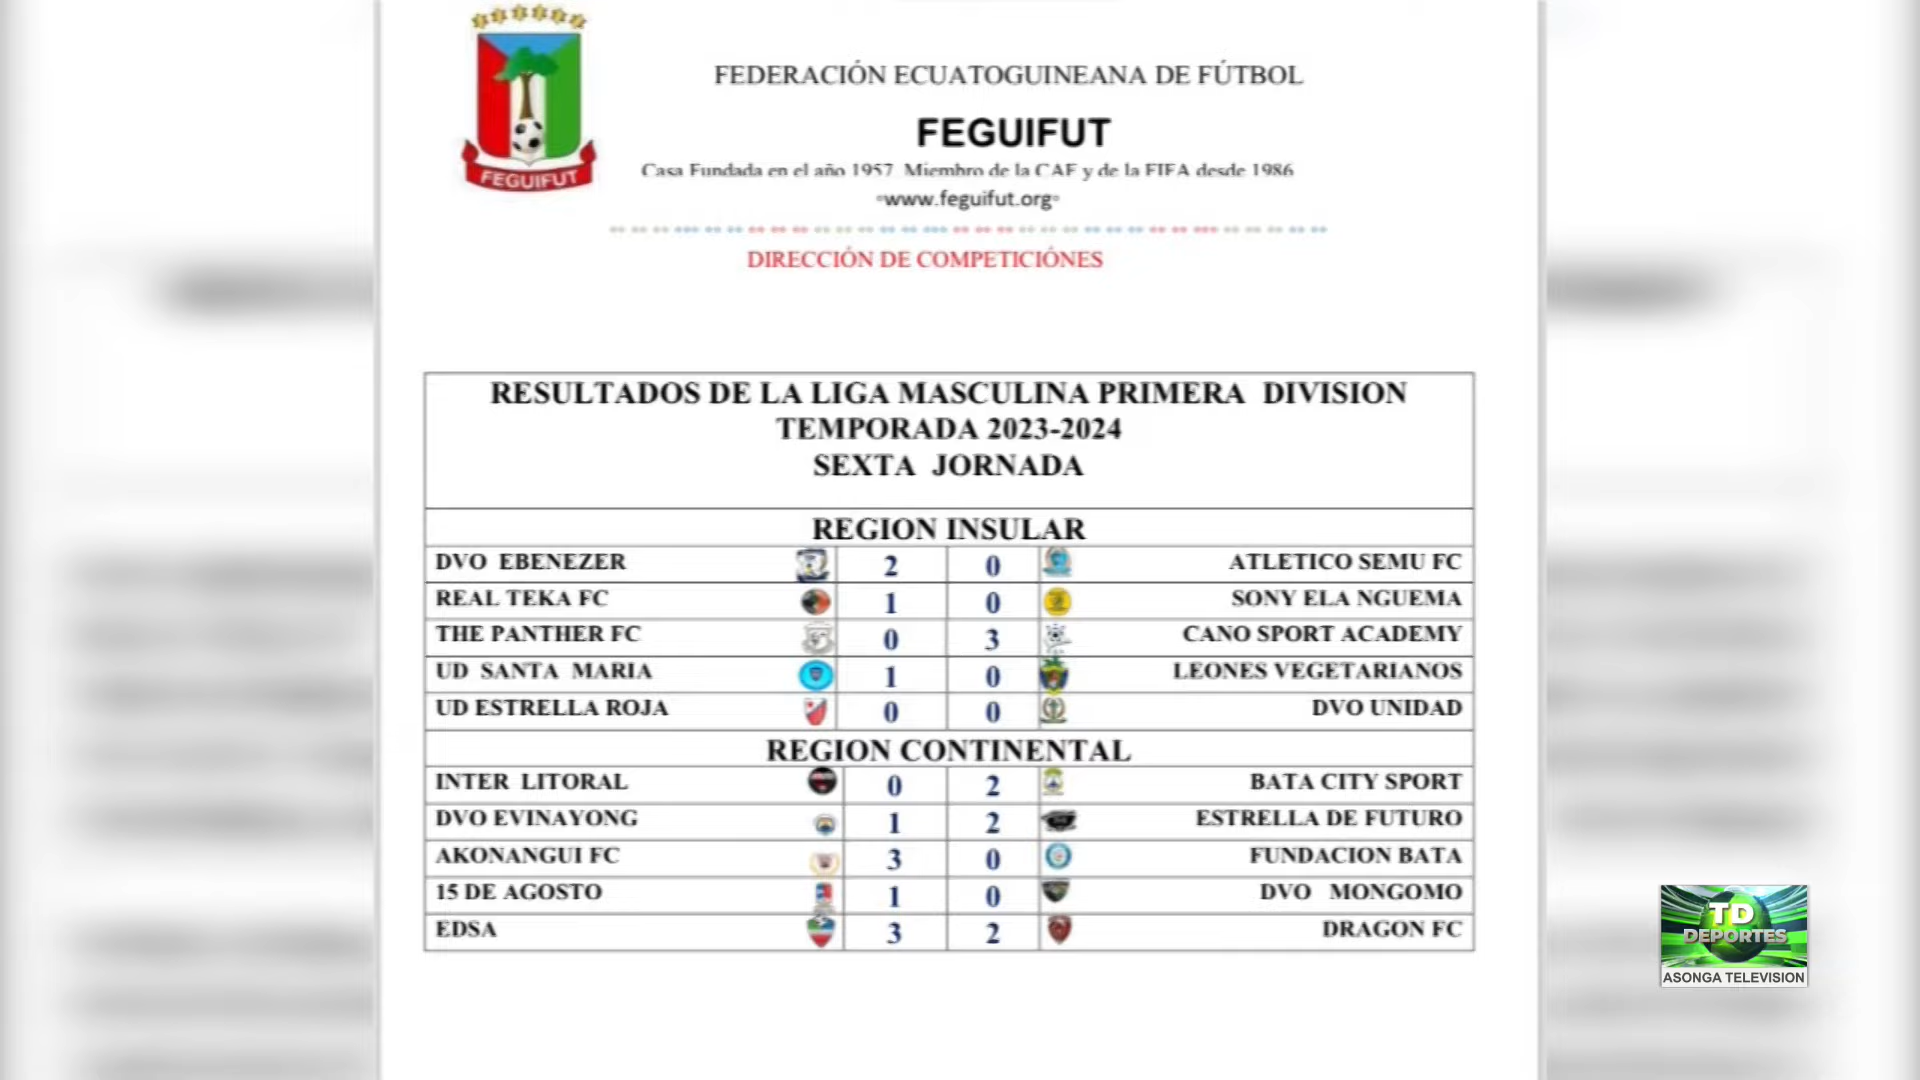 FEDERACIÓN ECUATOGUINEANA DE FÚTBOL
FEGUIFUT
Casa Fundada en el año 1957. Miembro de la CAF y de la FIFA desde 1986
www.feguifut.org
FEGUIFUT
DIRECCIÓN DE COMPETICIÓNES
RESULTADOS DE LA LIGA MASCULINA PRIMERA DIVISION
TEMPORADA 2023-2024
SEXTA JORNADA
REGION INSULAR
DVO EBENEZER 2 0 ATLETICO SEMU FC
REAL TEKA FC 1 0 SONY ELA NGUEMA
THE PANTHER FC 0 3 CANO SPORT ACADEMY
UD SANTA MARIA 1 0 LEONES VEGETARIANOS
UD ESTRELLA ROJA 0 0 DVO UNIDAD
REGION CONTINENTAL
INTER LITORAL 0 2 BATA CITY SPORT
DVO EVINAYONG 1 2 ESTRELLA DE FUTURO
AKONANGUI FC 3 0 FUNDACION BATA
15 DE AGOSTO 1 0 DVO MONGOMO
EDSA 3 2 DRAGON FC
TD
DEPORTES
ASONGA TELEVISION